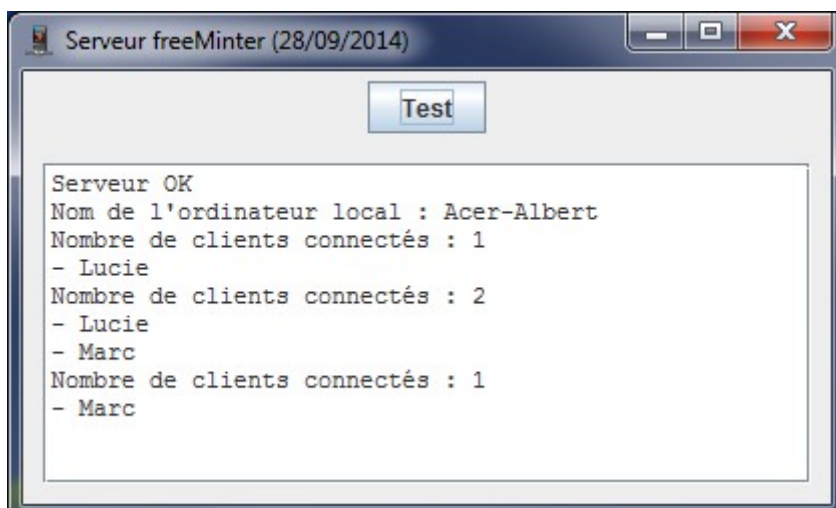 Serveur freeMinter (28/09/2014)
Test
Serveur OK
Nom de l'ordinateur local : Acer-Albert
Nombre de clients connectés : 1
- Lucie
Nombre de clients connectés : 2
- Lucie
- Marc
Nombre de clients connectés : 1
- Marc